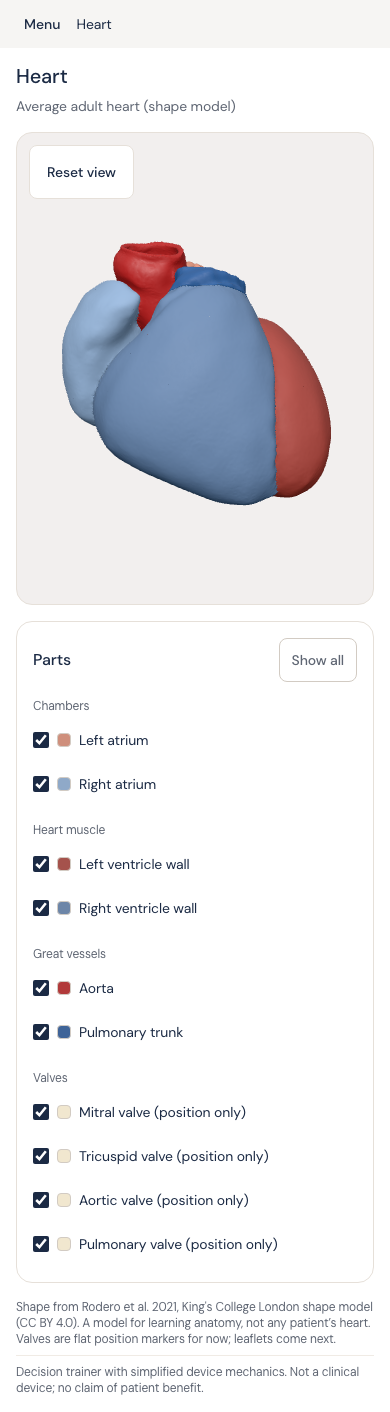 Menu Heart
Heart
Average adult heart (shape model)
Reset view
Parts
Show all
Chambers
Left atrium
Right atrium
Heart muscle
Left ventricle wall
Right ventricle wall
Great vessels
Aorta
Pulmonary trunk
Valves
Mitral valve (position only)
Tricuspid valve (position only)
Aortic valve (position only)
Pulmonary valve (position only)
Shape from Rodero et al. 2021, King's College London shape model
(CC BY 4.0). A model for learning anatomy, not any patient's heart.
Valves are flat position markers for now; leaflets come next.
Decision trainer with simplified device mechanics. Not a clinical
device; no claim of patient benefit.